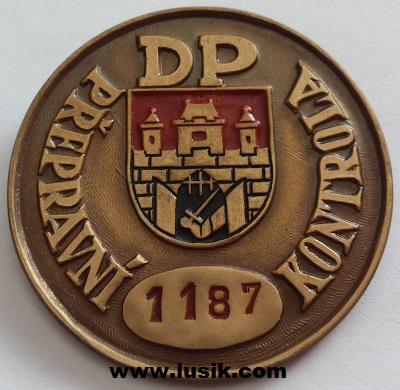 DP
PŘEPRAVNÍ
KONTROLA
1187
www.lusik.com